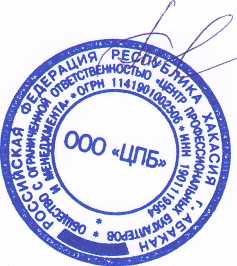 РОССИЙСКАЯ ФЕДЕРАЦИЯ РЕСПУБЛИКА ХАКАСИЯ Г. АБАКАН
* ОБЩЕСТВО С ОГРАНИЧЕННОЙ ОТВЕТСТВЕННОСТЬЮ «ЦЕНТР ПРОФЕССИОНАЛЬНЫХ БУХГАЛТЕРОВ
И МЕНЕДЖМЕНТА» * ОГРН 1141901002506 * ИНН 1901119564 *
ООО «ЦПБ»